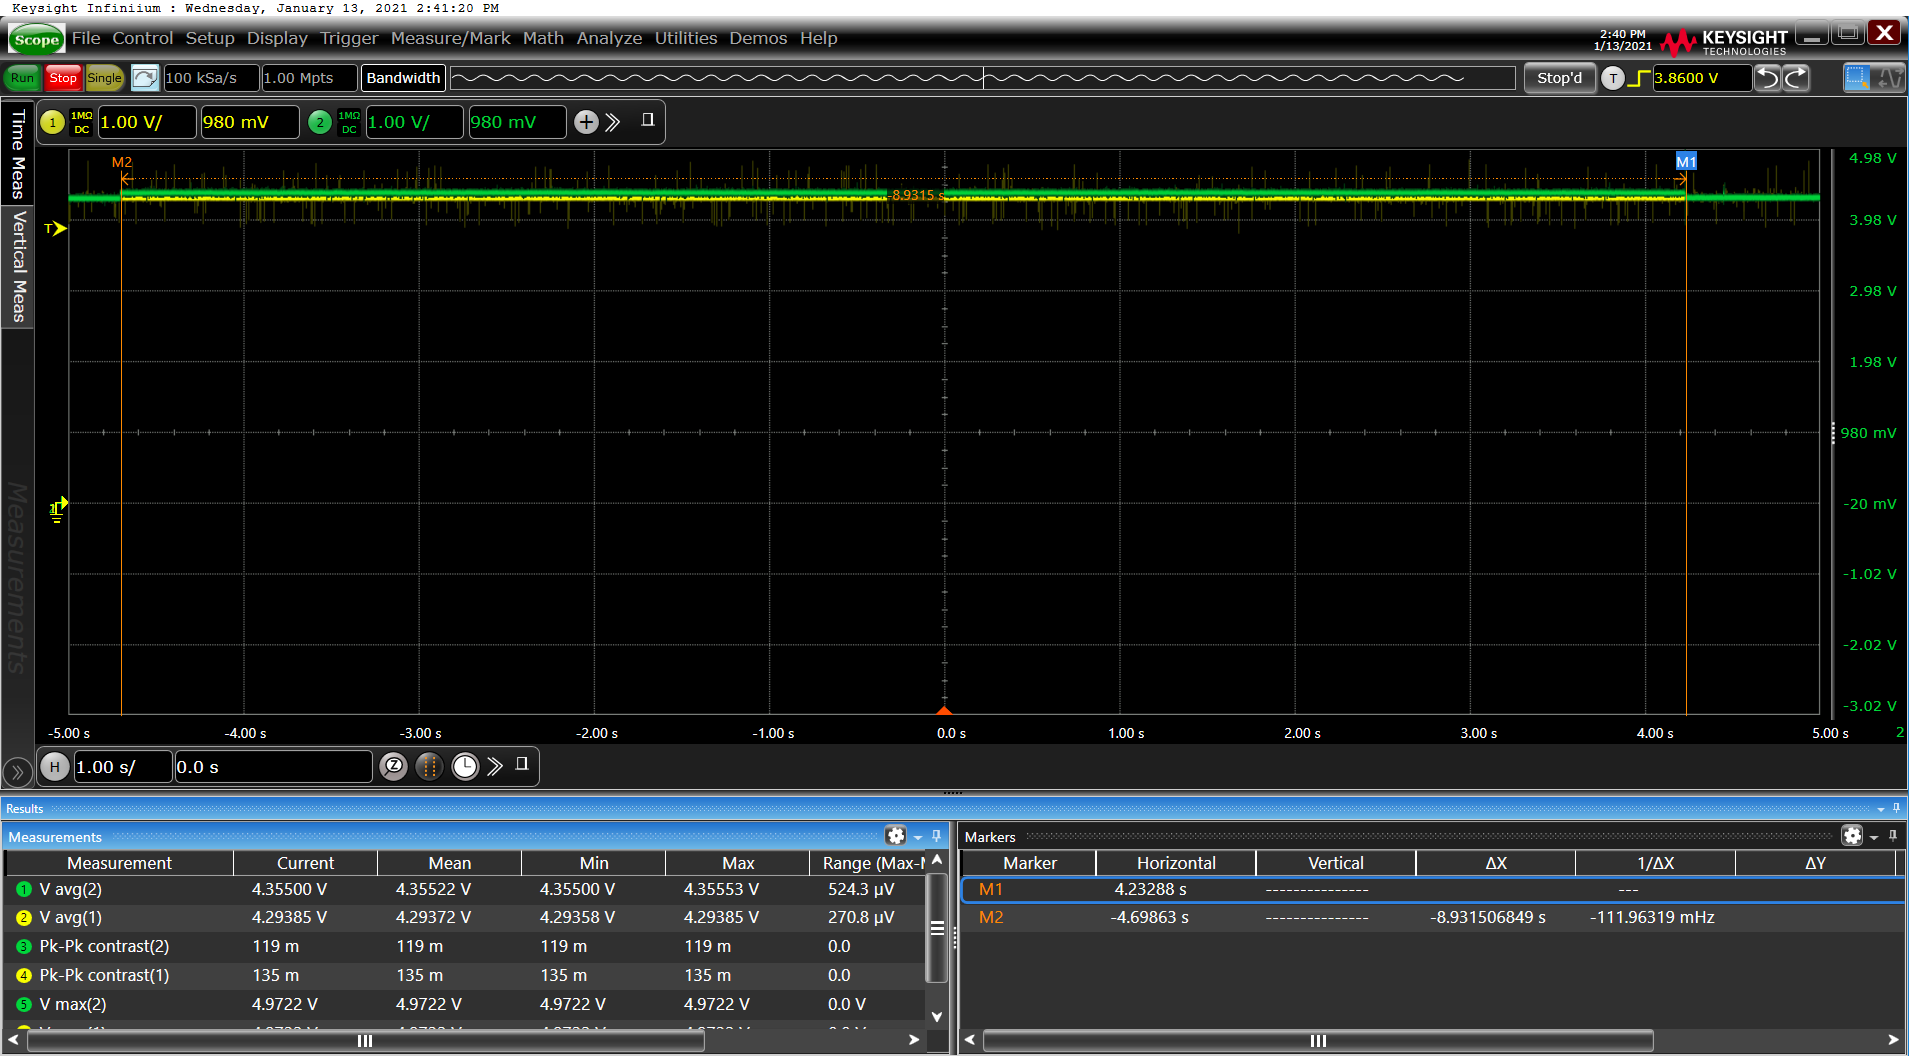 Keysight Infiniium : Wednesday, January 13, 2021 2:41:20 PM
Scope File Control Setup Display Trigger Measure/Mark Math Analyze Utilities Demos Help
2:40 PM
1/13/2021
KEYSIGHT
TECHNOLOGIES
Run Stop Single 100 kSa/s 1.00 Mpts Bandwidth Stop'd T 3.8600 V
1 1MΩ DC 1.00 V/ 980 mV 2 1MΩ DC 1.00 V/ 980 mV
Time Meas
Vertical Meas
Measurements
M2 M1
-8.9315 s
T
4.98 V
3.98 V
2.98 V
1.98 V
980 mV
-20 mV
-1.02 V
-2.02 V
-3.02 V
-5.00 s -4.00 s -3.00 s -2.00 s -1.00 s 0.0 s 1.00 s 2.00 s 3.00 s 4.00 s 5.00 s 2
H 1.00 s/ 0.0 s
Results
Measurements
Measurement Current Mean Min Max Range (Max-
1 V avg(2) 4.35500 V 4.35522 V 4.35500 V 4.35553 V 524.3 µV
2 V avg(1) 4.29385 V 4.29372 V 4.29358 V 4.29385 V 270.8 µV
3 Pk-Pk contrast(2) 119 m 119 m 119 m 119 m 0.0
4 Pk-Pk contrast(1) 135 m 135 m 135 m 135 m 0.0
5 V max(2) 4.9722 V 4.9722 V 4.9722 V 4.9722 V 0.0 V
Markers
Marker Horizontal Vertical ΔX 1/ΔX ΔY
M1 4.23288 s --------------- ---
M2 -4.69863 s --------------- -8.931506849 s -111.96319 mHz